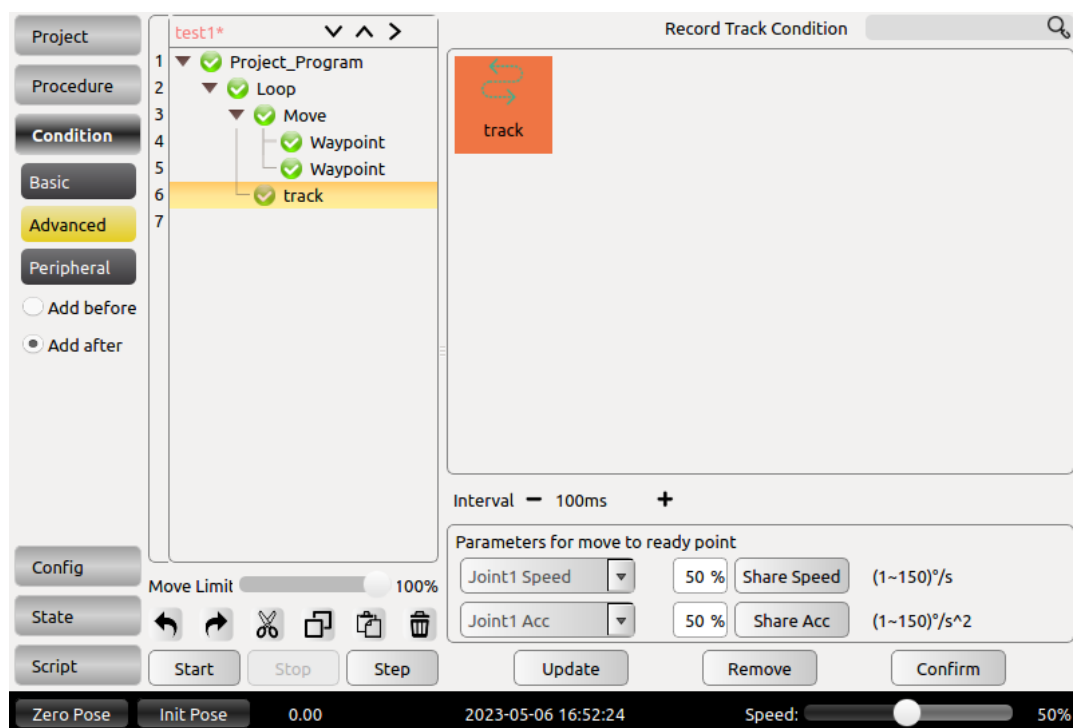 Project
Procedure
Condition
Basic
Advanced
Peripheral
Add before
Add after
Config
State
Script
test1*
1 Project_Program
2 Loop
3 Move
4 Waypoint
5 Waypoint
6 track
7
Move Limit 100%
Start Stop Step
Record Track Condition
track
Interval 100ms
Parameters for move to ready point
Joint1 Speed 50 % Share Speed (1~150)°/s
Joint1 Acc 50 % Share Acc (1~150)°/s^2
Update Remove Confirm
Zero Pose Init Pose 0.00 2023-05-06 16:52:24 Speed: 50%